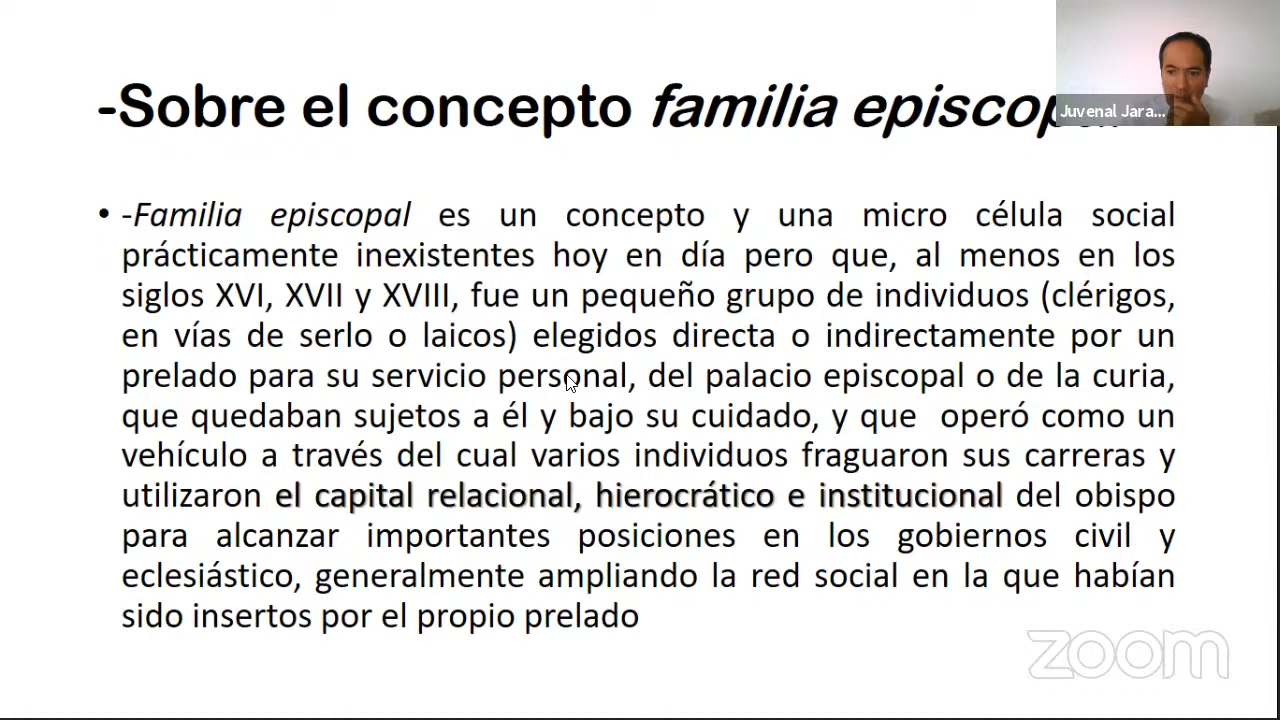 -Sobre el concepto familia
Juvenal Jara...
• -Familia episcopal es un concepto y una micro célula social
prácticamente inexistentes hoy en día pero que, al menos en los
siglos XVI, XVII y XVIII, fue un pequeño grupo de individuos (clérigos,
en vías de serlo o laicos) elegidos directa o indirectamente por un
prelado para su servicio personal, del palacio episcopal o de la curia,
que quedaban sujetos a él y bajo su cuidado, y que operó como un
vehículo a través del cual varios individuos fraguaron sus carreras y
utilizaron el capital relacional, hierocrático e institucional del obispo
para alcanzar importantes posiciones en los gobiernos civil y
eclesiástico, generalmente ampliando la red social en la que habían
sido insertos por el propio prelado
zoom